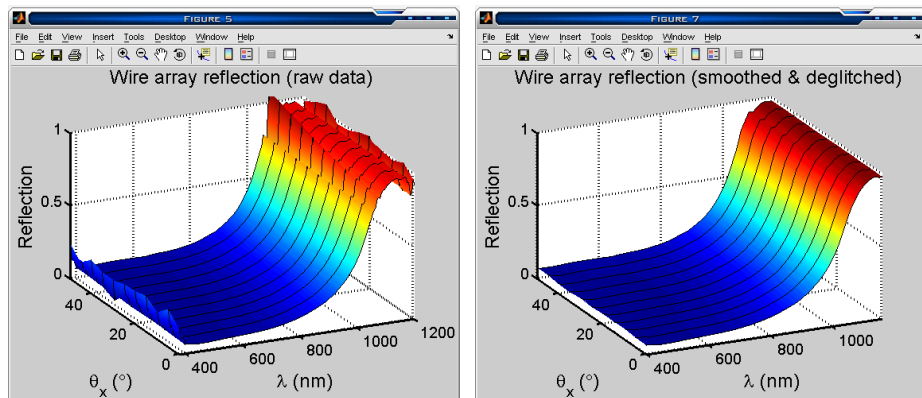 FIGURE 5
File Edit View Insert Tools Desktop Window Help
Wire array reflection (raw data)
1
0.5
0
Reflection
40
20
0
θx (°)
400
600
800
1000
1200
λ (nm)
FIGURE 7
File Edit View Insert Tools Desktop Window Help
Wire array reflection (smoothed & deglitched)
1
0.5
0
Reflection
40
20
0
θx (°)
400
600
800
1000
λ (nm)